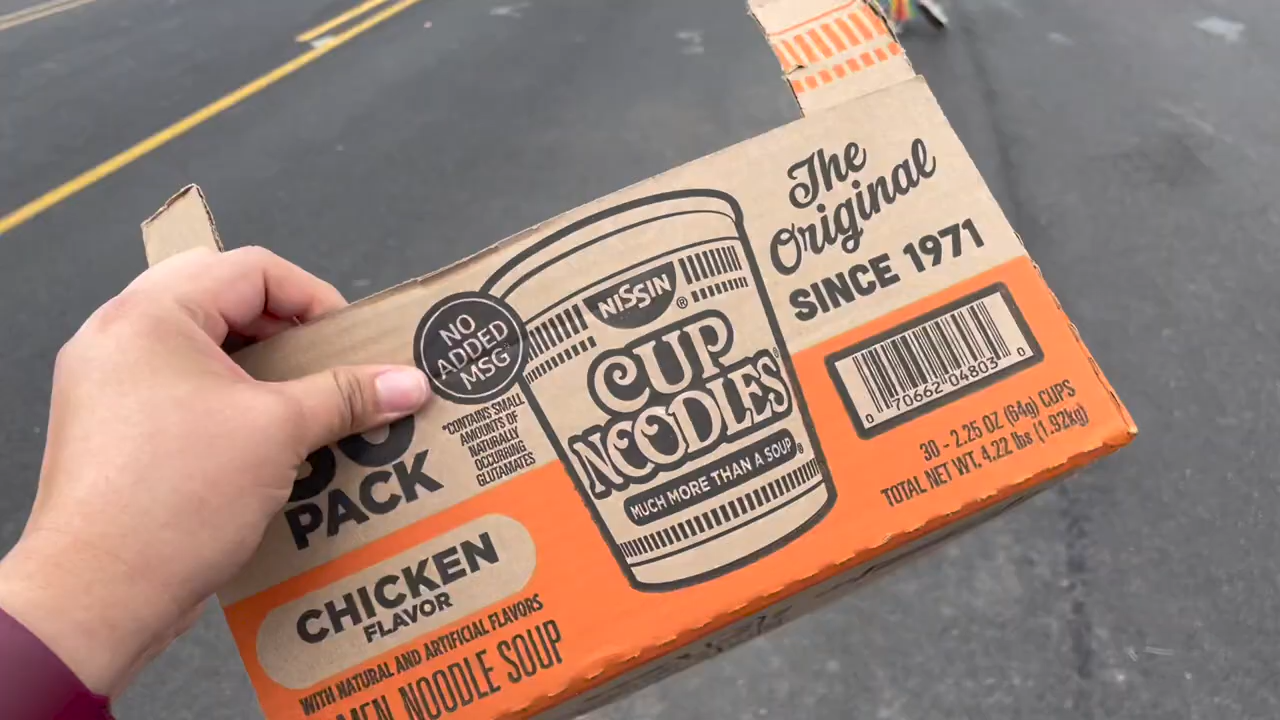 The
Original
SINCE 1971
NISSIN®
CUP
NOODLES®
MUCH MORE THAN A SOUP®
NO
ADDED
MSG*
*CONTAINS SMALL
AMOUNTS OF
NATURALLY
OCCURRING
GLUTAMATES
PACK
CHICKEN
FLAVOR
WITH NATURAL AND ARTIFICIAL FLAVORS
NOODLE SOUP
0 70662 04803 0
30 - 2.25 OZ (64g) CUPS
TOTAL NET WT. 4.22 lbs (1.92kg)